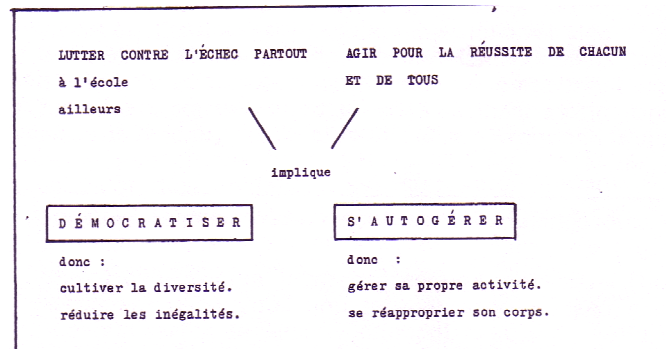 LUTTER CONTRE L'ÉCHEC PARTOUT
à l'école
ailleurs
AGIR POUR LA RÉUSSITE DE CHACUN
ET DE TOUS
implique
DÉMOCRATISER
donc :
cultiver la diversité.
réduire les inégalités.
S'AUTOGÉRER
donc :
gérer sa propre activité.
se réapproprier son corps.